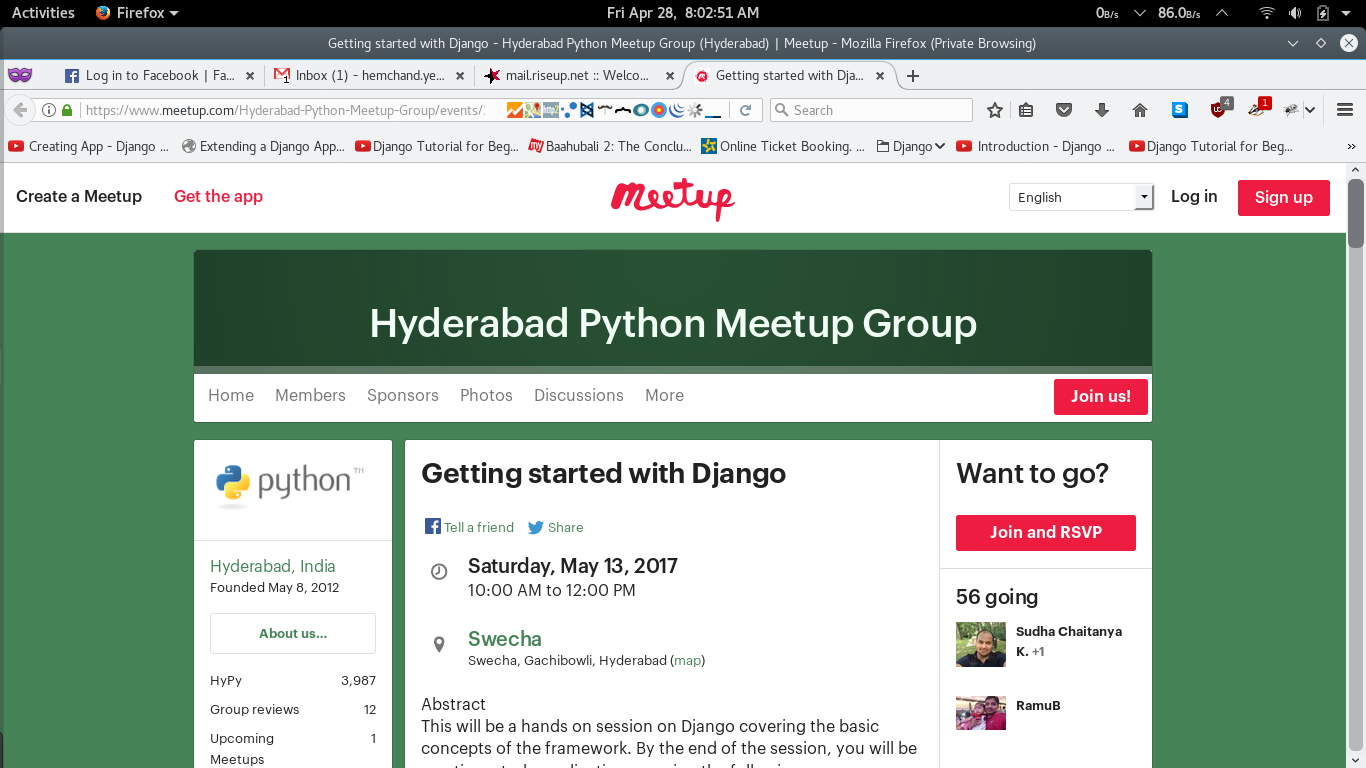 Activities Firefox Fri Apr 28, 8:02:51 AM 0B/s 86.0B/s
Getting started with Django - Hyderabad Python Meetup Group (Hyderabad) | Meetup - Mozilla Firefox (Private Browsing)
Log in to Facebook | Fa... Inbox (1) - hemchand.ye... mail.riseup.net :: Welco... Getting started with Dja...
https://www.meetup.com/Hyderabad-Python-Meetup-Group/events/ Search 4 1
Creating App - Django ... Extending a Django App... Django Tutorial for Beg... Baahubali 2: The Conclu... Online Ticket Booking. ... Django Introduction - Django ... Django Tutorial for Beg... »
Create a Meetup Get the app Meetup English Log in Sign up
Hyderabad Python Meetup Group
Home Members Sponsors Photos Discussions More Join us!
python™
Hyderabad, India
Founded May 8, 2012
About us...
HyPy 3,987
Group reviews 12
Upcoming 1
Meetups
Getting started with Django
Tell a friend Share
Saturday, May 13, 2017
10:00 AM to 12:00 PM
Swecha
Swecha, Gachibowli, Hyderabad (map)
Abstract
This will be a hands on session on Django covering the basic
concepts of the framework. By the end of the session, you will be
Want to go?
Join and RSVP
56 going
Sudha Chaitanya
K. +1
RamuB